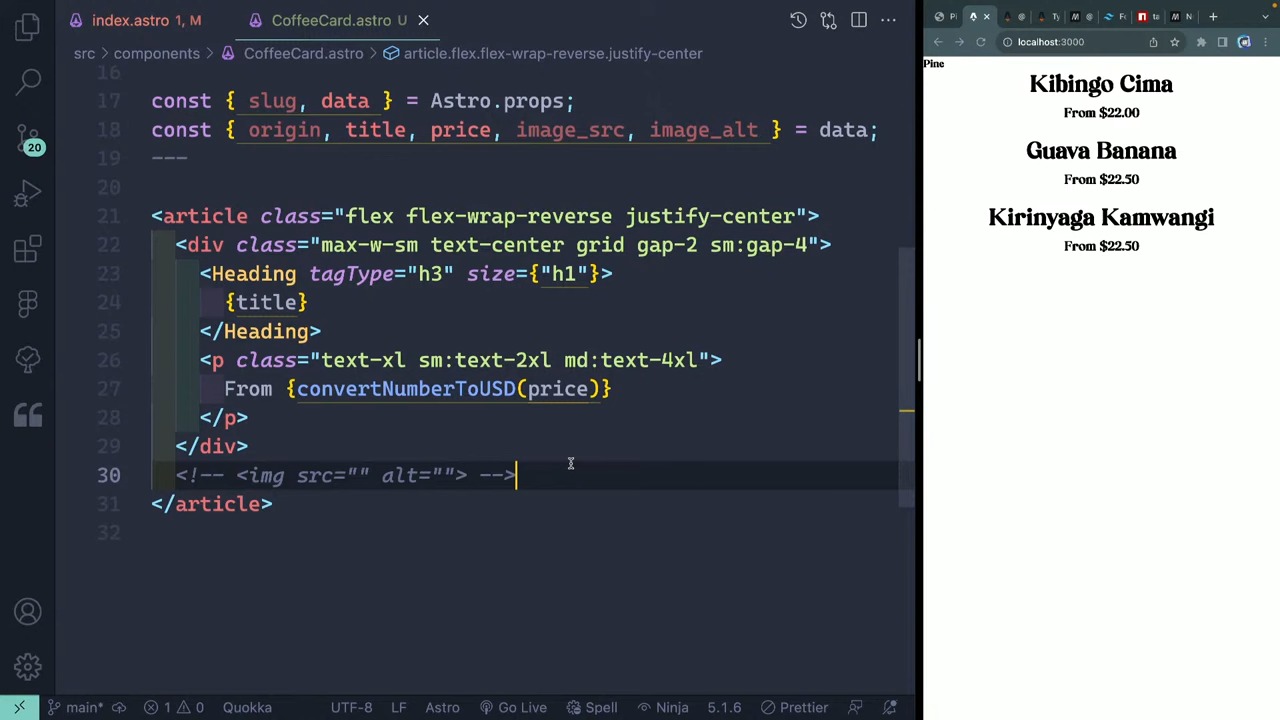 index.astro 1, M
CoffeeCard.astro U
src > components > CoffeeCard.astro > article.flex.flex-wrap-reverse.justify-center
16
17 const { slug, data } = Astro.props;
18 const { origin, title, price, image_src, image_alt } = data;
19 ---
20
21 <article class="flex flex-wrap-reverse justify-center">
22 <div class="max-w-sm text-center grid gap-2 sm:gap-4">
23 <Heading tagType="h3" size={"h1"}>
24 {title}
25 </Heading>
26 <p class="text-xl sm:text-2xl md:text-4xl">
27 From {convertNumberToUSD(price)}
28 </p>
29 </div>
30 <!-- <img src="" alt=""> -->
31 </article>
32
20
main* 1 0 Quokka UTF-8 LF Astro Go Live Spell Ninja 5.1.6 Prettier
localhost:3000
Pine
Kibingo Cima
From $22.00
Guava Banana
From $22.50
Kirinyaga Kamwangi
From $22.50